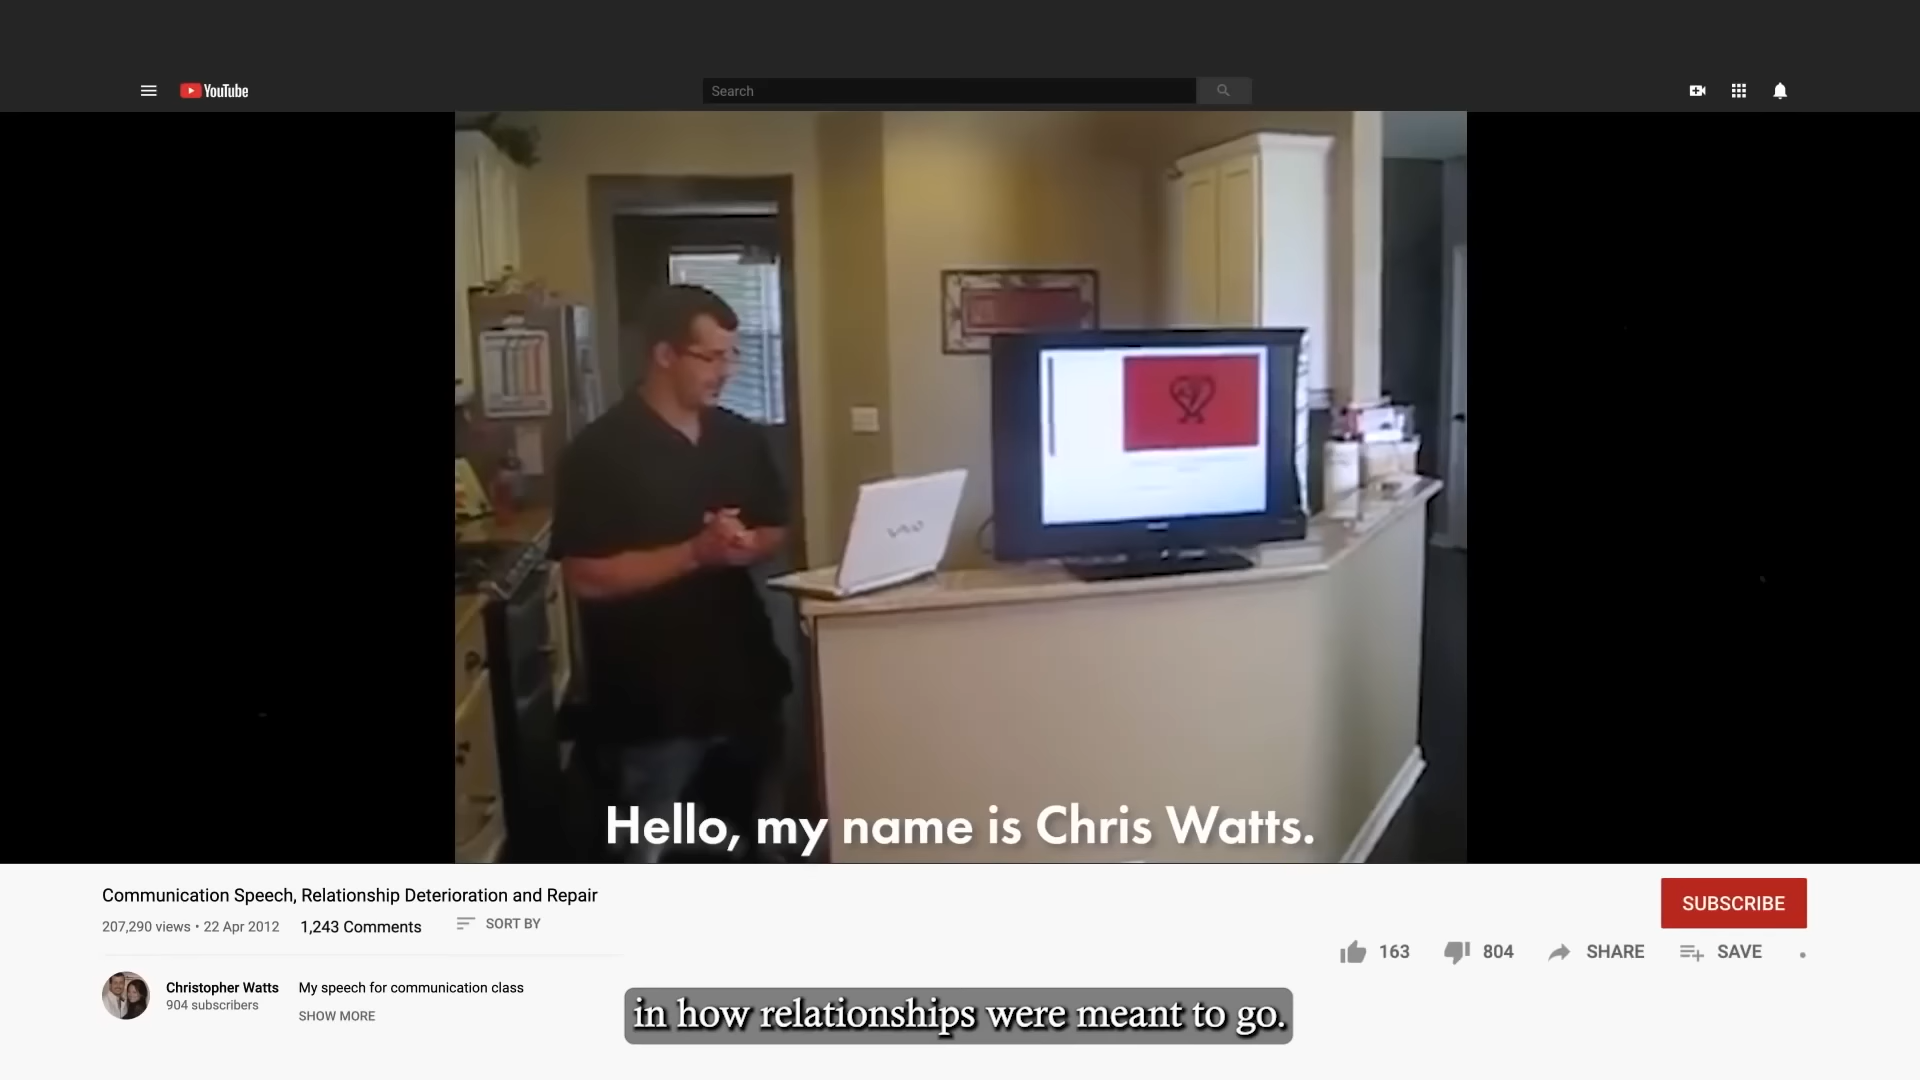 YouTube
Search
VAIO
Hello, my name is Chris Watts.
Communication Speech, Relationship Deterioration and Repair
SUBSCRIBE
207,290 views • 22 Apr 2012 1,243 Comments SORT BY
163 804 SHARE SAVE
Christopher Watts My speech for communication class
904 subscribers
SHOW MORE
in how relationships were meant to go.